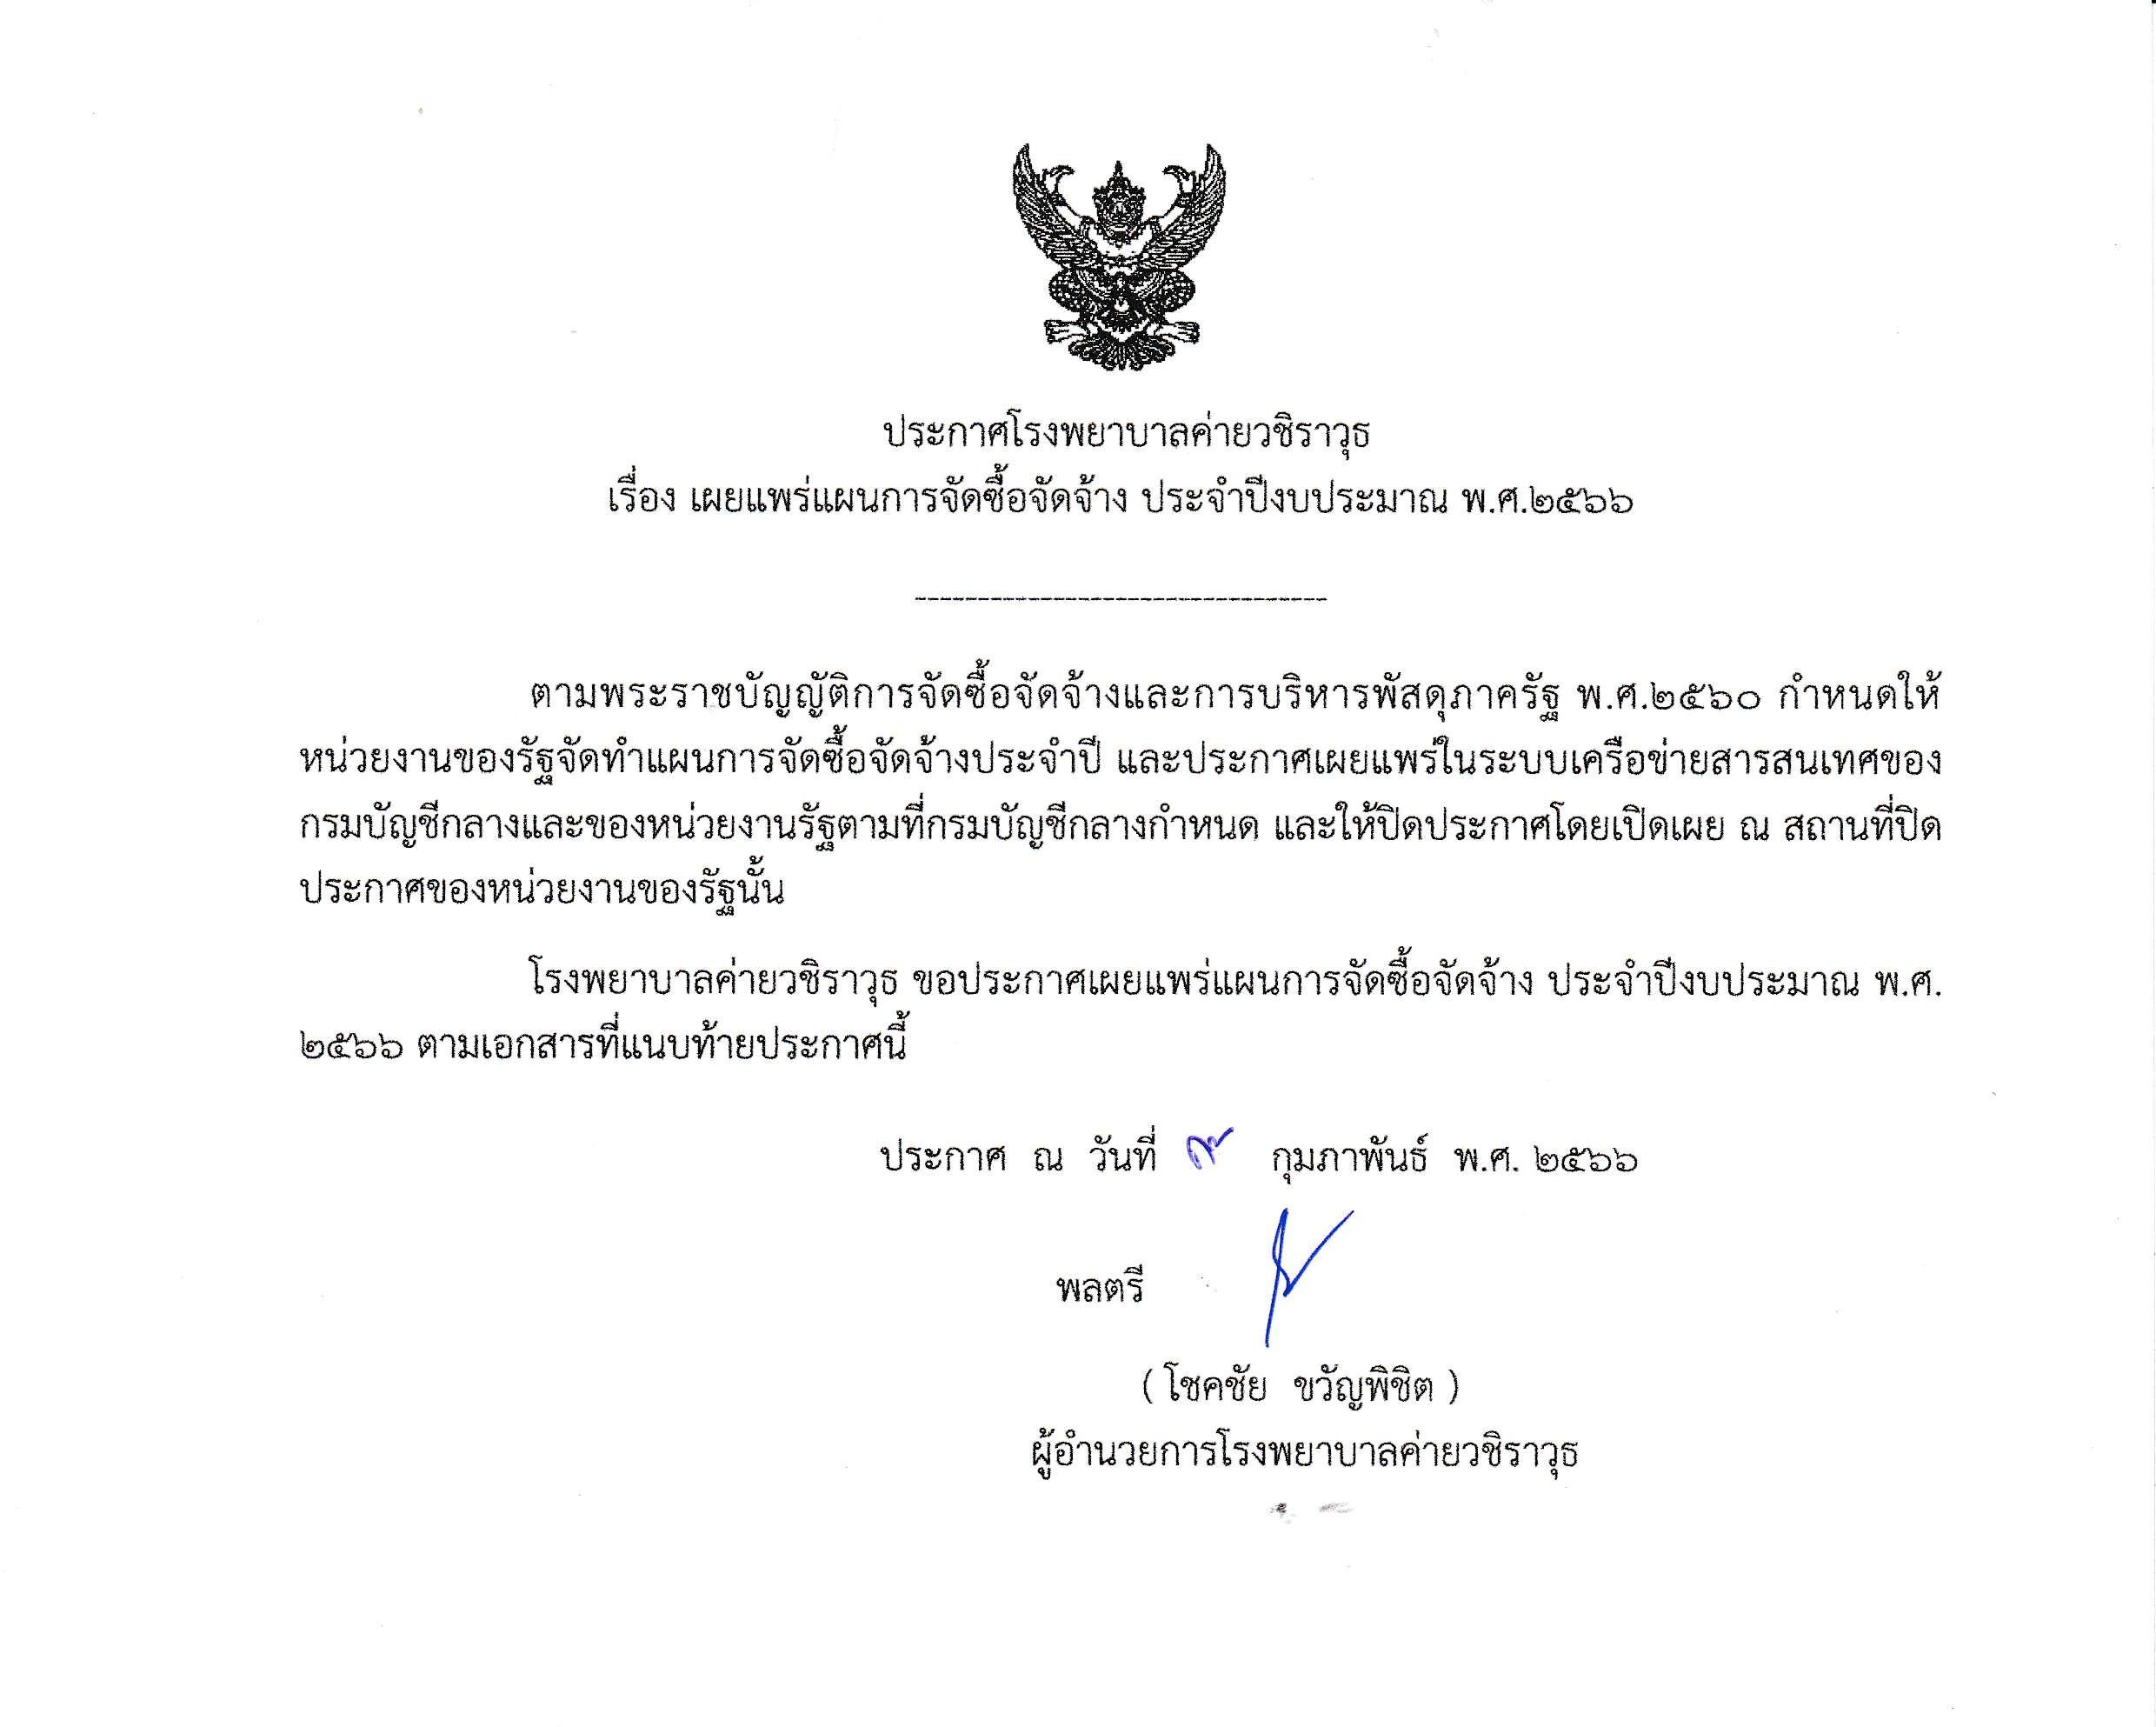 ประกาศโรงพยาบาลค่ายวชิราวุธ
เรื่อง เผยแพร่แผนการจัดซื้อจัดจ้าง ประจำปีงบประมาณ พ.ศ.๒๕๖๖
---------------------------------
ตามพระราชบัญญัติการจัดซื้อจัดจ้างและการบริหารพัสดุภาครัฐ พ.ศ.๒๕๖๐ กำหนดให้
หน่วยงานของรัฐจัดทำแผนการจัดซื้อจัดจ้างประจำปี และประกาศเผยแพร่ในระบบเครือข่ายสารสนเทศของ
กรมบัญชีกลางและของหน่วยงานรัฐตามที่กรมบัญชีกลางกำหนด และให้ปิดประกาศโดยเปิดเผย ณ สถานที่ปิด
ประกาศของหน่วยงานของรัฐนั้น
โรงพยาบาลค่ายวชิราวุธ ขอประกาศเผยแพร่แผนการจัดซื้อจัดจ้าง ประจำปีงบประมาณ พ.ศ.
๒๕๖๖ ตามเอกสารที่แนบท้ายประกาศนี้
ประกาศ ณ วันที่ กุมภาพันธ์ พ.ศ. ๒๕๖๖
พลตรี
( โชคชัย ขวัญพิชิต )
ผู้อำนวยการโรงพยาบาลค่ายวชิราวุธ